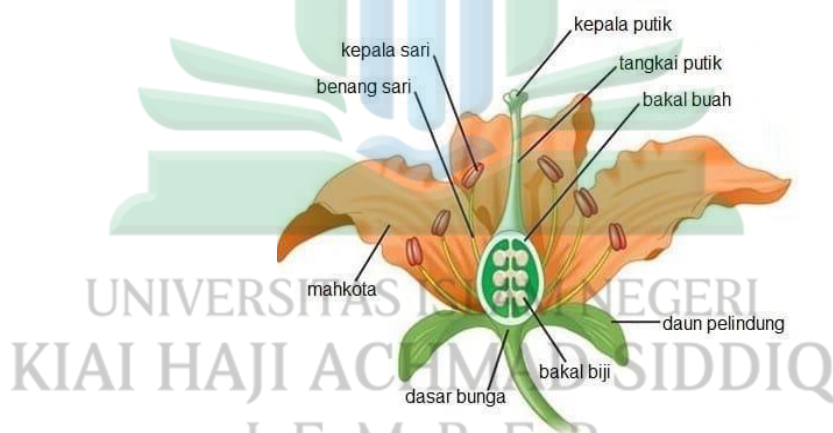 kepala putik
kepala sari
tangkai putik
benang sari
bakal buah
mahkota
UNIVERSITAS ISLAM NEGERI
daun pelindung
KIAI HAJI ACHMAD SIDDIQ
bakal biji
dasar bunga
J E M B E R